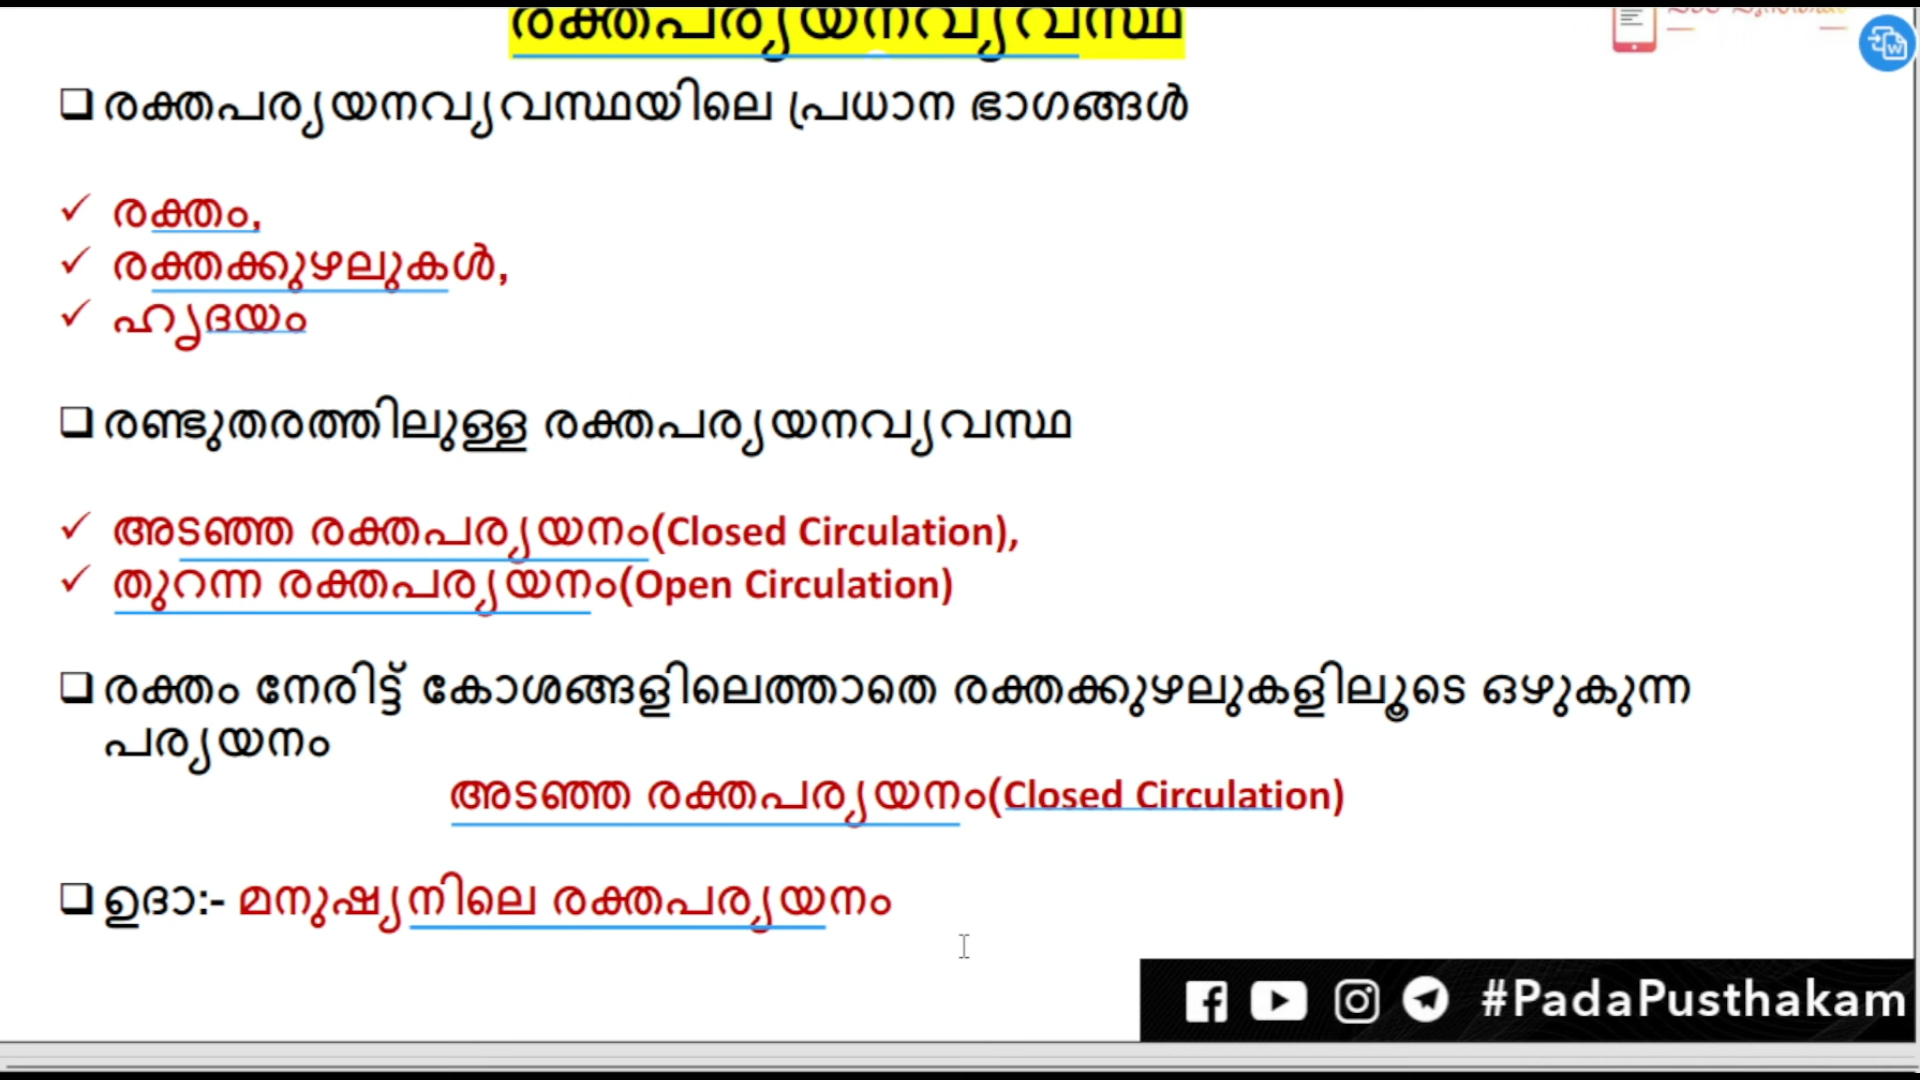 രക്തപര്യയനവ്യവസ്ഥ
രക്തപര്യയനവ്യവസ്ഥയിലെ പ്രധാന ഭാഗങ്ങൾ
രക്തം,
രക്തക്കുഴലുകൾ,
ഹൃദയം
രണ്ടുതരത്തിലുള്ള രക്തപര്യയനവ്യവസ്ഥ
അടഞ്ഞ രക്തപര്യയനം(Closed Circulation),
തുറന്ന രക്തപര്യയനം(Open Circulation)
രക്തം നേരിട്ട് കോശങ്ങളിലെത്താതെ രക്തക്കുഴലുകളിലൂടെ ഒഴുകുന്ന
പര്യയനം
അടഞ്ഞ രക്തപര്യയനം(Closed Circulation)
ഉദാ:- മനുഷ്യനിലെ രക്തപര്യയനം
#PadaPusthakam